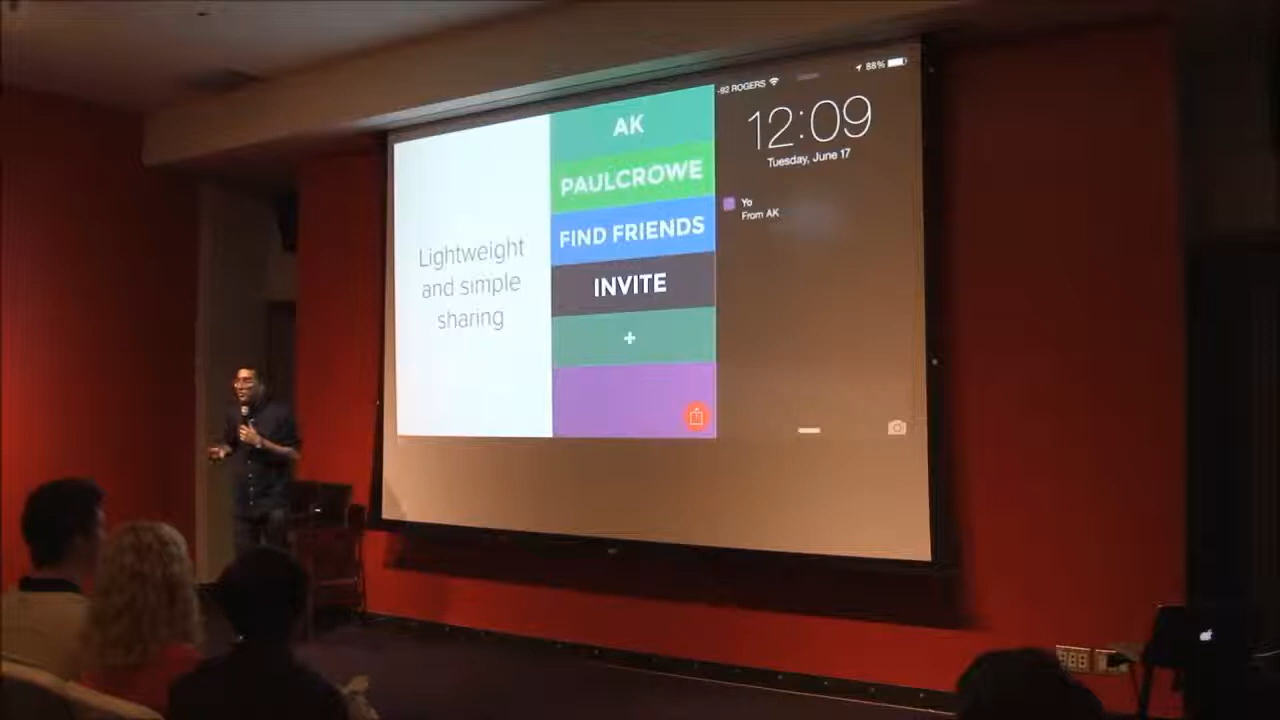 Lightweight
and simple
sharing
AK
PAULCROWE
FIND FRIENDS
INVITE
+
-92 ROGERS
88%
12:09
Tuesday, June 17
Yo
From AK